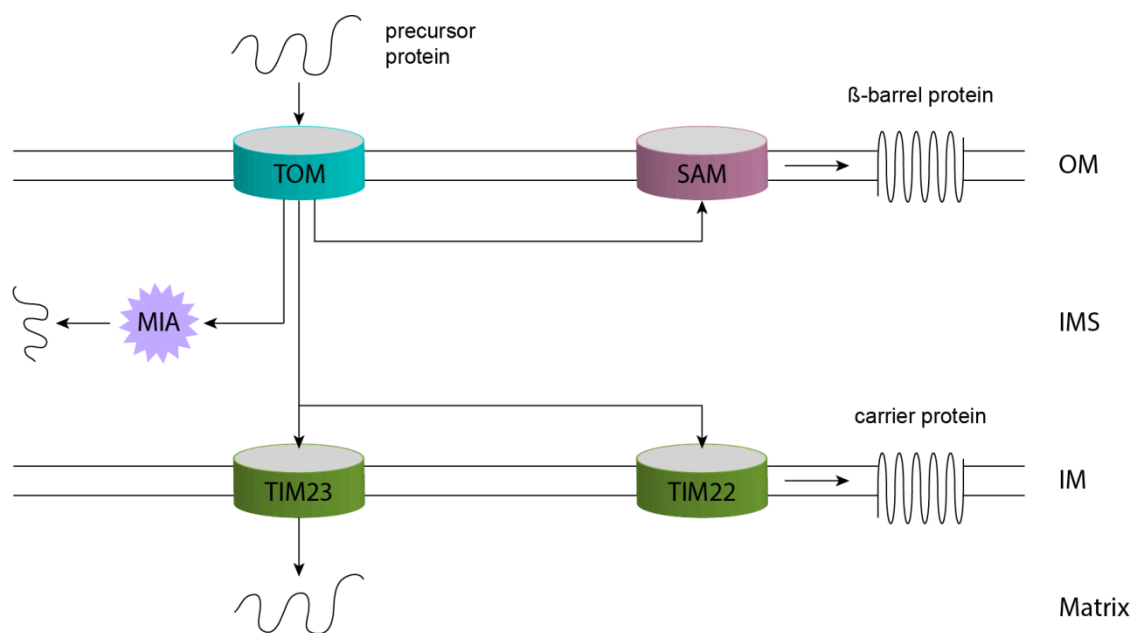 precursor
protein
ß-barrel protein
TOM
SAM
OM
MIA
IMS
carrier protein
TIM23
TIM22
IM
Matrix